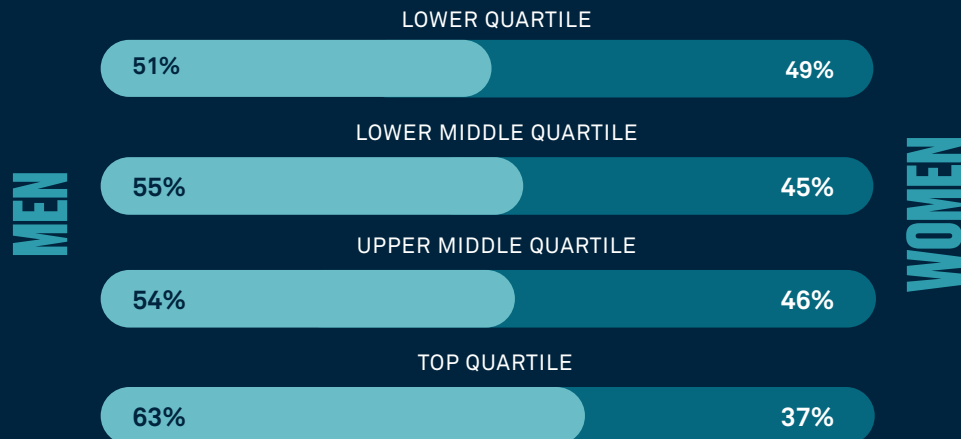 LOWER QUARTILE
51% 49%
LOWER MIDDLE QUARTILE
MEN
55% 45%
WOMEN
UPPER MIDDLE QUARTILE
54% 46%
TOP QUARTILE
63% 37%